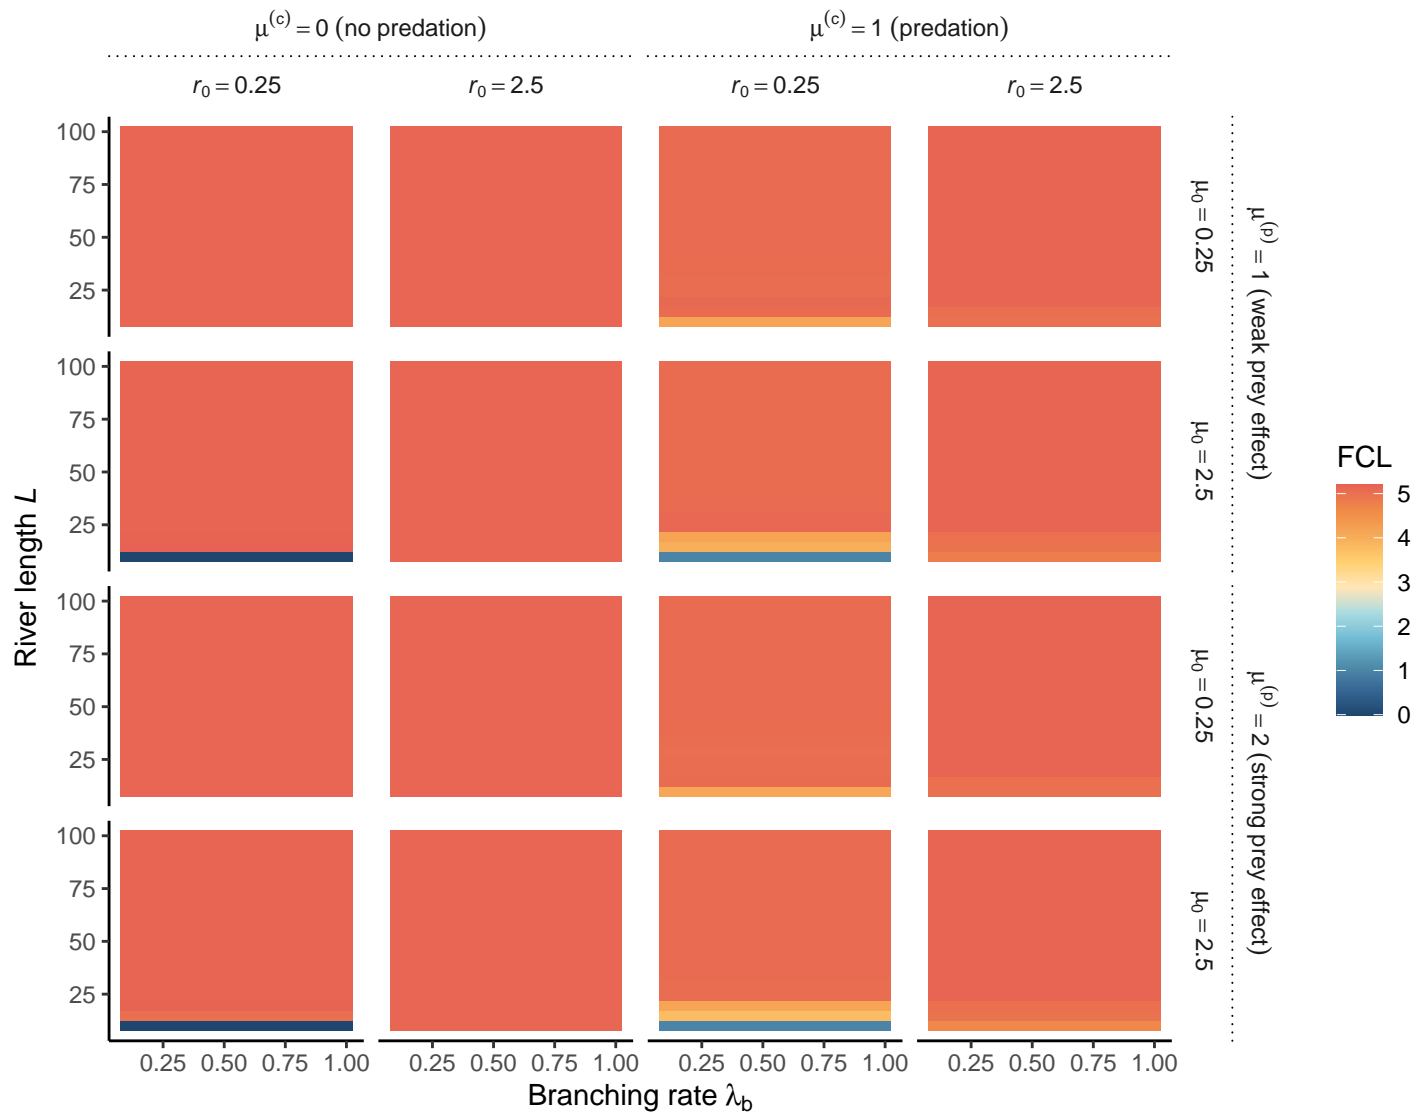 μ(c) = 0 (no predation)
μ(c) = 1 (predation)
r0 = 0.25
r0 = 2.5
r0 = 0.25
r0 = 2.5
100
75
50
25
μ0 = 0.25
100
75
50
25
μ0 = 2.5
μ(p) = 1 (weak prey effect)
100
75
50
25
μ0 = 0.25
100
75
50
25
μ0 = 2.5
μ(p) = 2 (strong prey effect)
River length L
0.25 0.50 0.75 1.00
0.25 0.50 0.75 1.00
0.25 0.50 0.75 1.00
0.25 0.50 0.75 1.00
Branching rate λb
FCL
5
4
3
2
1
0